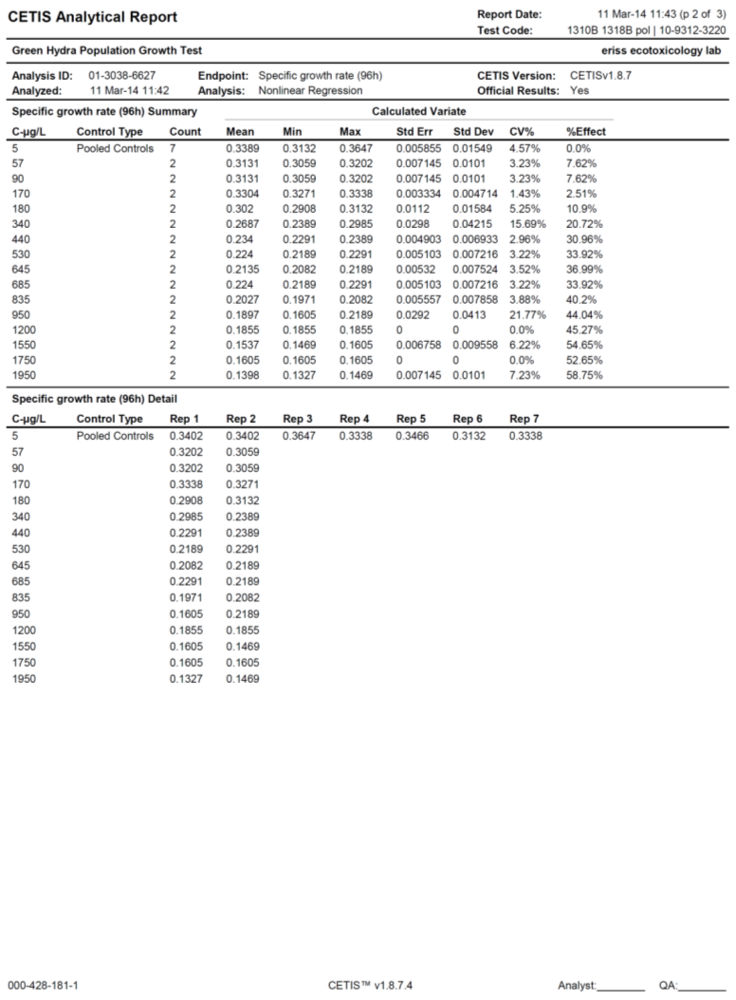 CETIS Analytical Report
Report Date: 11 Mar-14 11:43 (p 2 of 3)
Test Code: 1310B 1318B pol | 10-9312-3220
Green Hydra Population Growth Test eriss ecotoxicology lab
Analysis ID: 01-3038-6627 Endpoint: Specific growth rate (96h) CETIS Version: CETISv1.8.7
Analyzed: 11 Mar-14 11:42 Analysis: Nonlinear Regression Official Results: Yes
Specific growth rate (96h) Summary Calculated Variate
C-µg/L Control Type Count Mean Min Max Std Err Std Dev CV% %Effect
5 Pooled Controls 7 0.3389 0.3132 0.3647 0.005855 0.01549 4.57% 0.0%
57 2 0.3131 0.3059 0.3202 0.007145 0.0101 3.23% 7.62%
90 2 0.3131 0.3059 0.3202 0.007145 0.0101 3.23% 7.62%
170 2 0.3304 0.3271 0.3338 0.003334 0.004714 1.43% 2.51%
180 2 0.302 0.2908 0.3132 0.0112 0.01584 5.25% 10.9%
340 2 0.2687 0.2389 0.2985 0.0298 0.04215 15.69% 20.72%
440 2 0.234 0.2291 0.2389 0.004903 0.006933 2.96% 30.96%
530 2 0.224 0.2189 0.2291 0.005103 0.007216 3.22% 33.92%
645 2 0.2135 0.2082 0.2189 0.00532 0.007524 3.52% 36.99%
685 2 0.224 0.2189 0.2291 0.005103 0.007216 3.22% 33.92%
835 2 0.2027 0.1971 0.2082 0.005557 0.007858 3.88% 40.2%
950 2 0.1897 0.1605 0.2189 0.0292 0.0413 21.77% 44.04%
1200 2 0.1855 0.1855 0.1855 0 0 0.0% 45.27%
1550 2 0.1537 0.1469 0.1605 0.006758 0.009558 6.22% 54.65%
1750 2 0.1605 0.1605 0.1605 0 0 0.0% 52.65%
1950 2 0.1398 0.1327 0.1469 0.007145 0.0101 7.23% 58.75%
Specific growth rate (96h) Detail
C-µg/L Control Type Rep 1 Rep 2 Rep 3 Rep 4 Rep 5 Rep 6 Rep 7
5 Pooled Controls 0.3402 0.3402 0.3647 0.3338 0.3466 0.3132 0.3338
57 0.3202 0.3059
90 0.3202 0.3059
170 0.3338 0.3271
180 0.2908 0.3132
340 0.2985 0.2389
440 0.2291 0.2389
530 0.2189 0.2291
645 0.2082 0.2189
685 0.2291 0.2189
835 0.1971 0.2082
950 0.1605 0.2189
1200 0.1855 0.1855
1550 0.1605 0.1469
1750 0.1605 0.1605
1950 0.1327 0.1469
000-428-181-1 CETIS™ v1.8.7.4 Analyst:________ QA:________